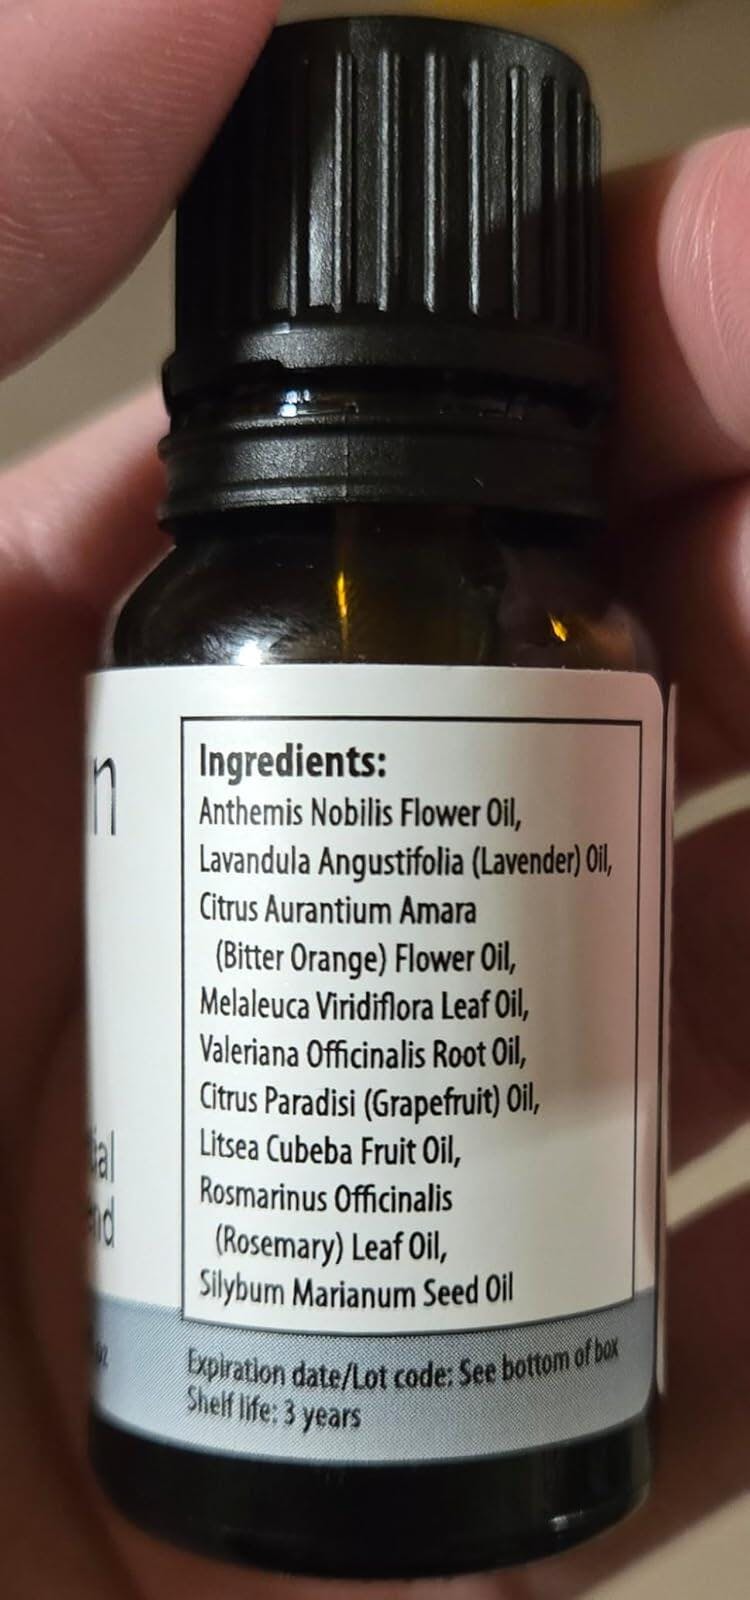 n
Ingredients:
Anthemis Nobilis Flower Oil,
Lavandula Angustifolia (Lavender) Oil,
Citrus Aurantium Amara
(Bitter Orange) Flower Oil,
Melaleuca Viridiflora Leaf Oil,
Valeriana Officinalis Root Oil,
Citrus Paradisi (Grapefruit) Oil,
Litsea Cubeba Fruit Oil,
Rosmarinus Officinalis
(Rosemary) Leaf Oil,
Silybum Marianum Seed Oil
Expiration date/Lot code: See bottom of box
Shelf life: 3 years